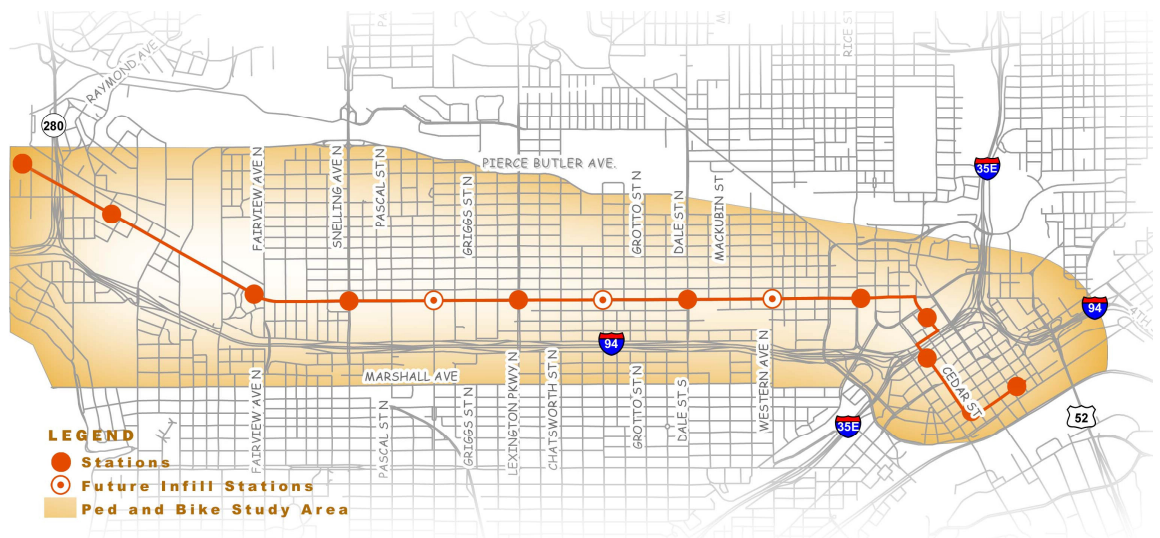 RAYMOND AVE
RICE ST
280
35E
PIERCE BUTLER AVE.
FAIRVIEW AVE N
SNELLING AVE N
PASCAL ST N
GRIGGS ST N
GROTTO ST N
DALE ST N
MACKUBIN ST
94
4TH
94
MARSHALL AVE
FAIRVIEW AVE N
PASCAL ST N
GRIGGS ST N
LEXINGTON PKWY N
CHATSWORTH ST N
GROTTO ST N
DALE ST S
WESTERN AVE N
CEDAR ST
35E
52
LEGEND
Stations
Future Infill Stations
Ped and Bike Study Area